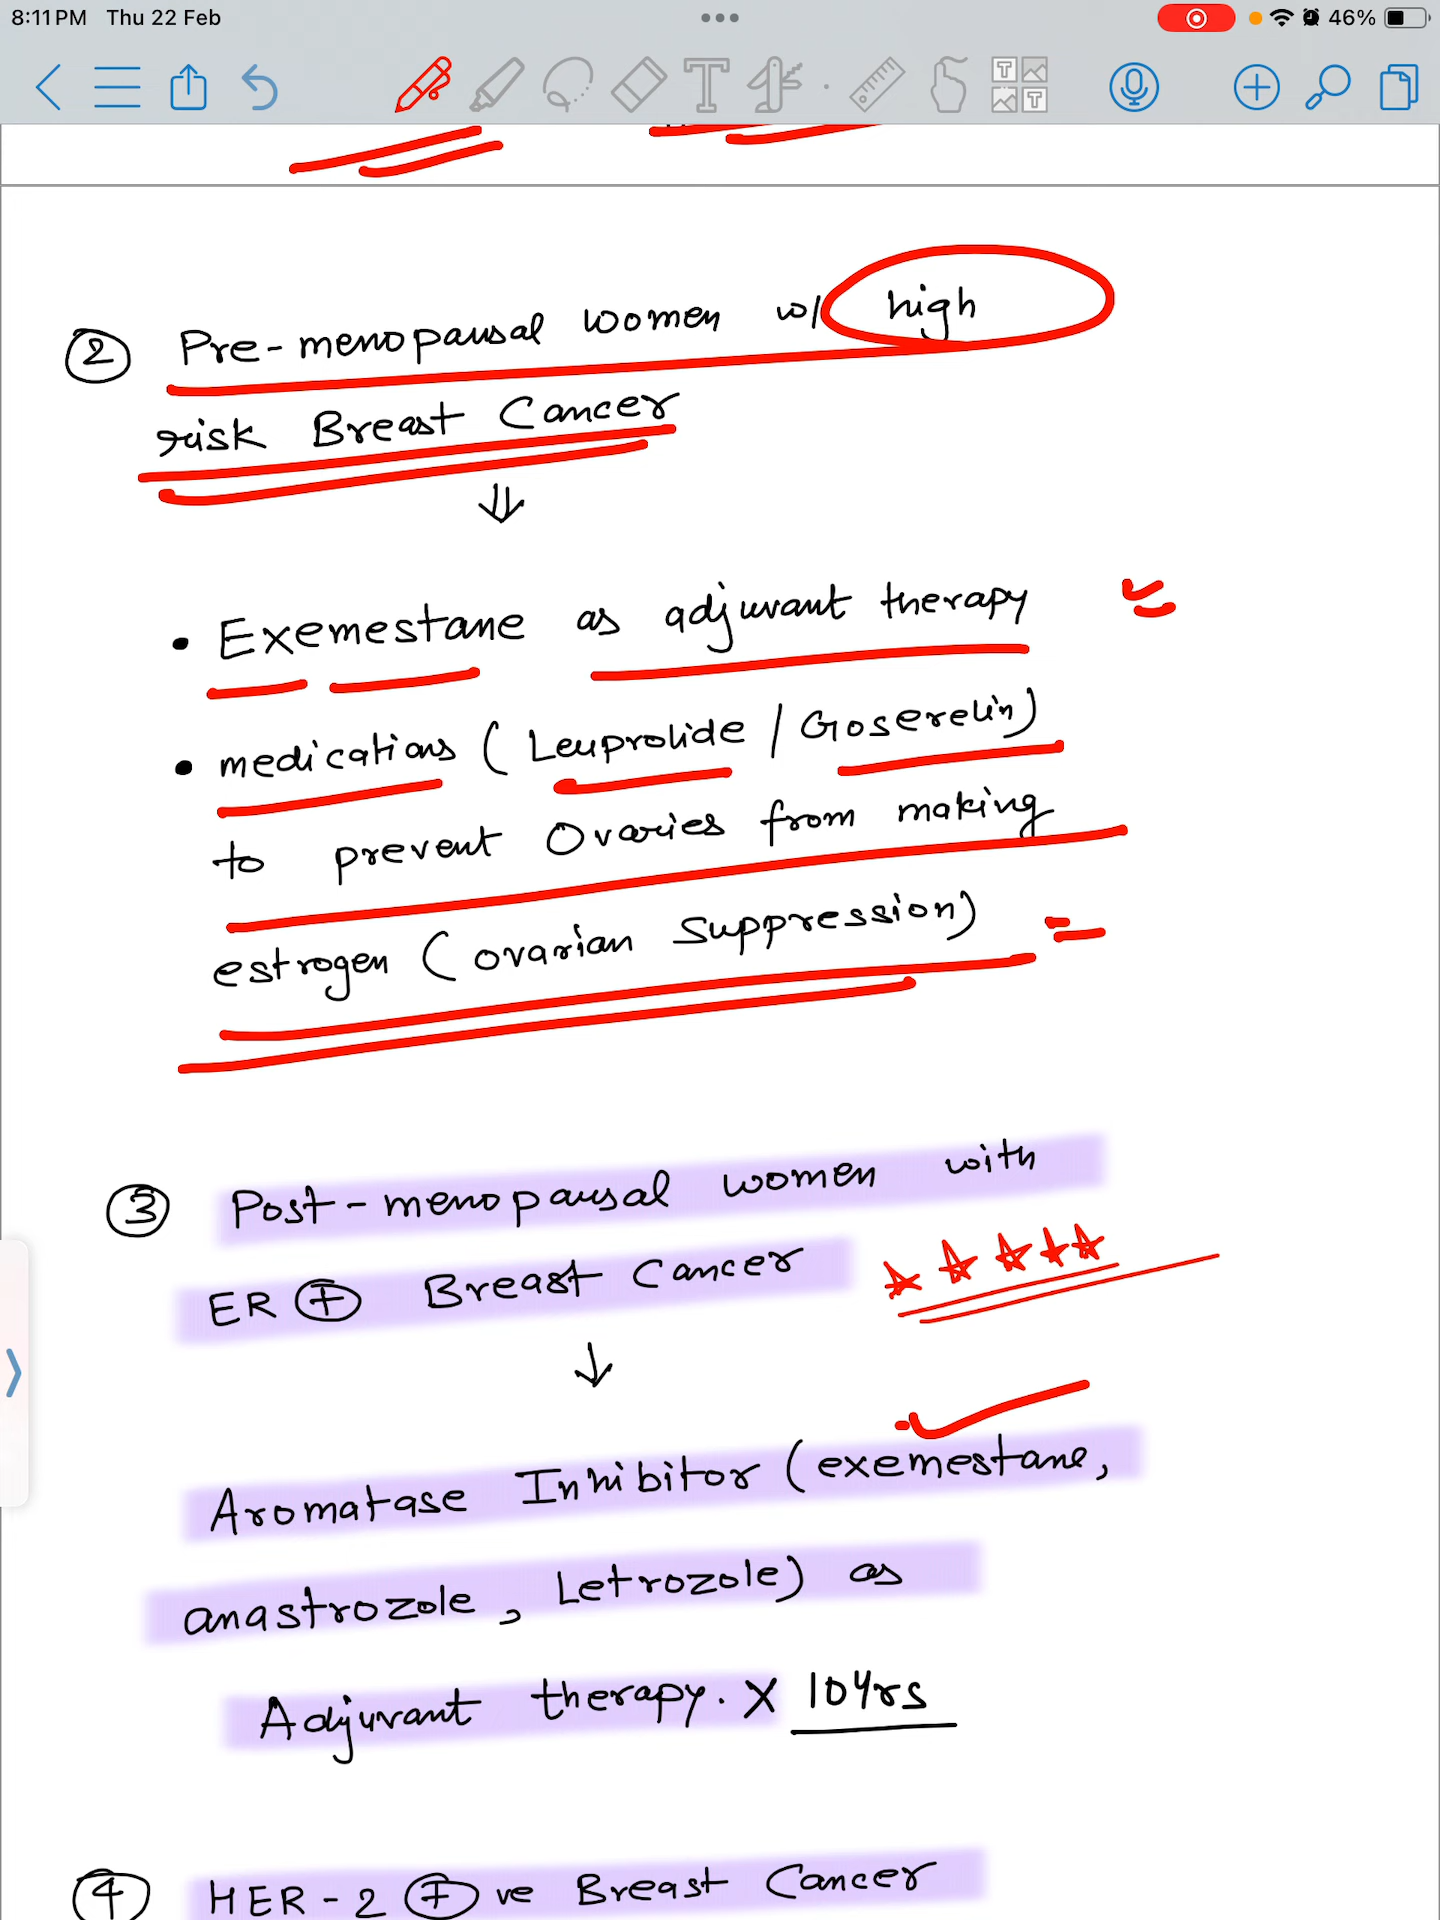 8:11 PM Thu 22 Feb
46%
② Pre-menopausal women w/ high
risk Breast Cancer
⇓
• Exemestane as adjuvant therapy
• medications (Leuprolide / Goserelin)
to prevent Ovaries from making
estrogen (ovarian suppression)
③ Post-menopausal women with
ER ⊕ Breast Cancer
↓
Aromatase Inhibitor (exemestane,
anastrozole, Letrozole) as
Adjuvant therapy. X 10 Yrs
④ HER-2 ⊕ ve Breast Cancer